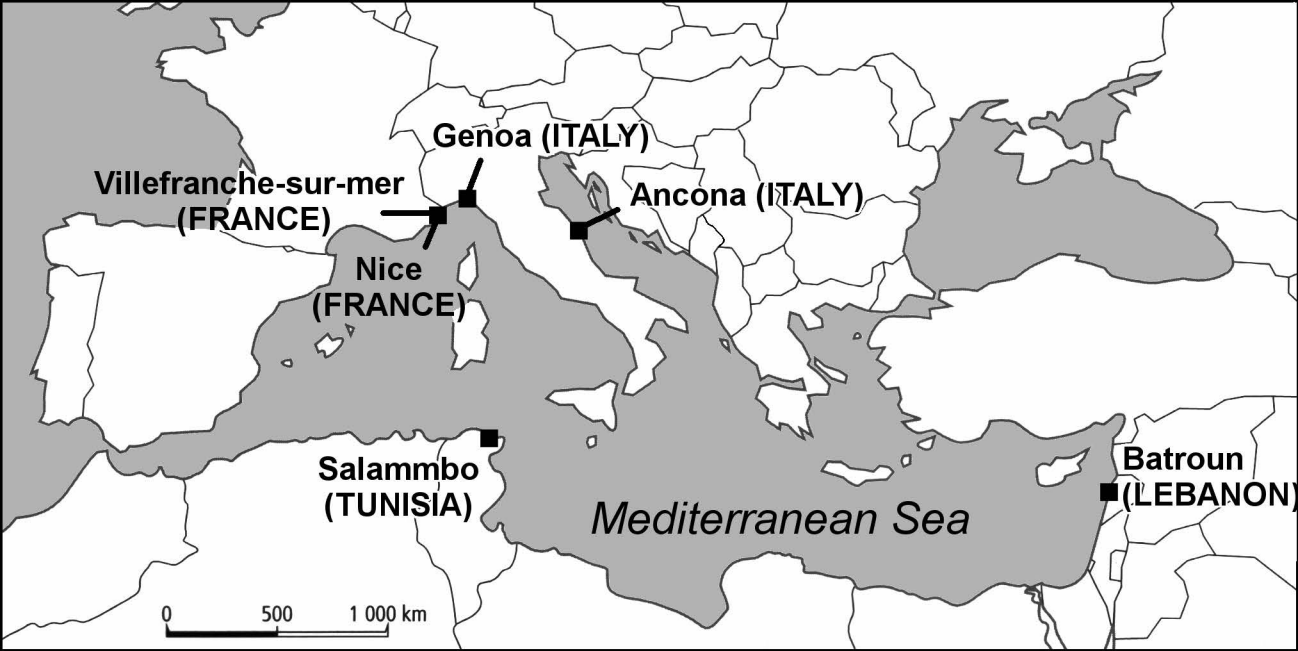 Genoa (ITALY)
Villefranche-sur-mer
(FRANCE)
Ancona (ITALY)
Nice
(FRANCE)
Salammbo
(TUNISIA)
Batroun
(LEBANON)
Mediterranean Sea
0 500 1 000 km